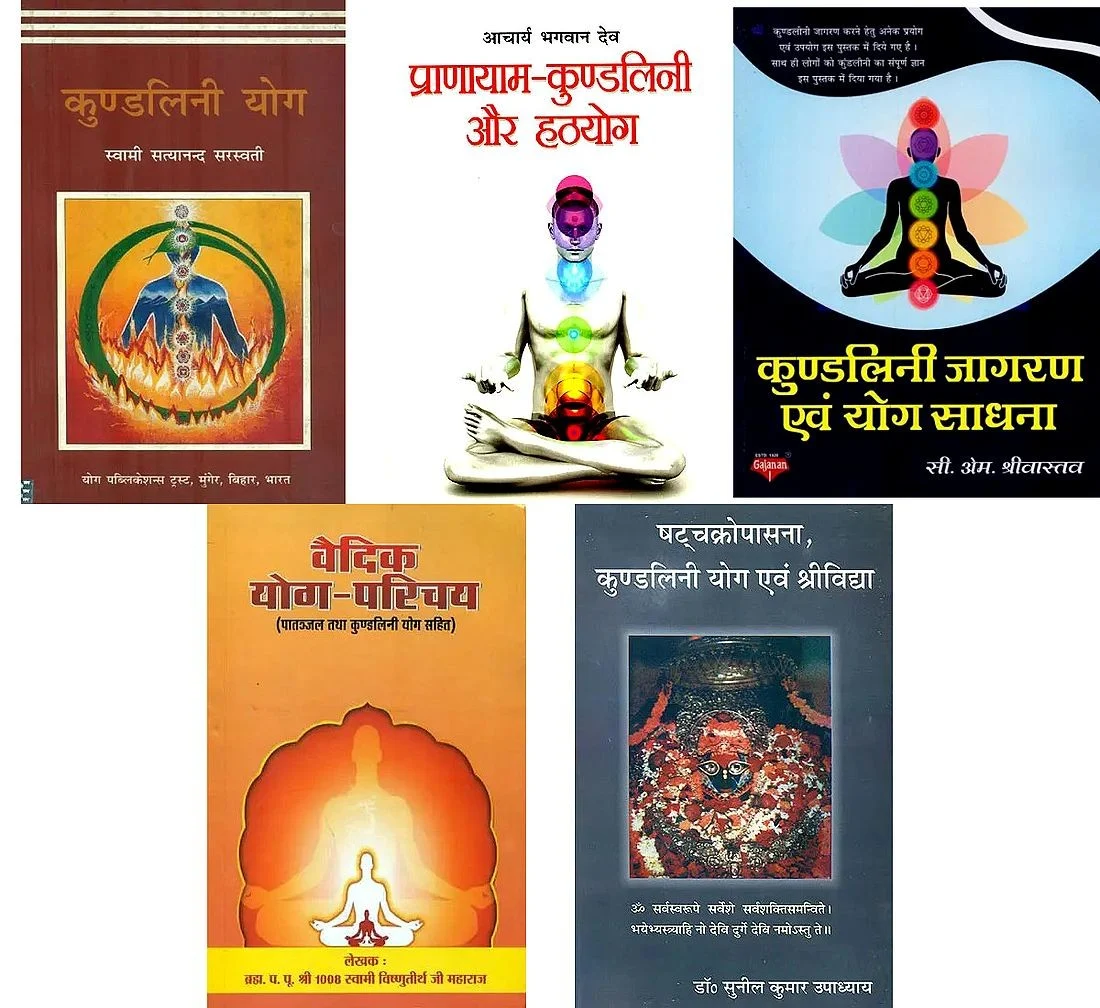 कुण्डलिनी योग
स्वामी सत्यानन्द सरस्वती
योग पब्लिकेशन्स ट्रस्ट, मुंगेर, बिहार, भारत
आचार्य भगवान देव
प्राणायाम-कुण्डलिनी
और हठयोग
कुण्डलीनी जागरण करने हेतु अनेक प्रयोग
एवं उपयोग इस पुस्तक में दिये गए है ।
साथ ही लोगों को कुंडलीनी का संपूर्ण ज्ञान
इस पुस्तक में दिया गया है ।
कुण्डलिनी जागरण
एवं योग साधना
ESTD. 1928
Gajanan
सी. ॲम. श्रीवास्तव
वैदिक
योग-परिचय
(पातञ्जल तथा कुण्डलिनी योग सहित)
लेखक :
ब्रह्म. प. पू. श्री 1008 स्वामी विष्णुतीर्थ जी महाराज
षट्चक्रोपासना,
कुण्डलिनी योग एवं श्रीविद्या
ॐ सर्वस्वरूपे सर्वेशे सर्वशक्तिसमन्विते।
भयेभ्यस्त्राहि नो देवि दुर्गे देवि नमोऽस्तु ते॥
डॉ० सुनील कुमार उपाध्याय